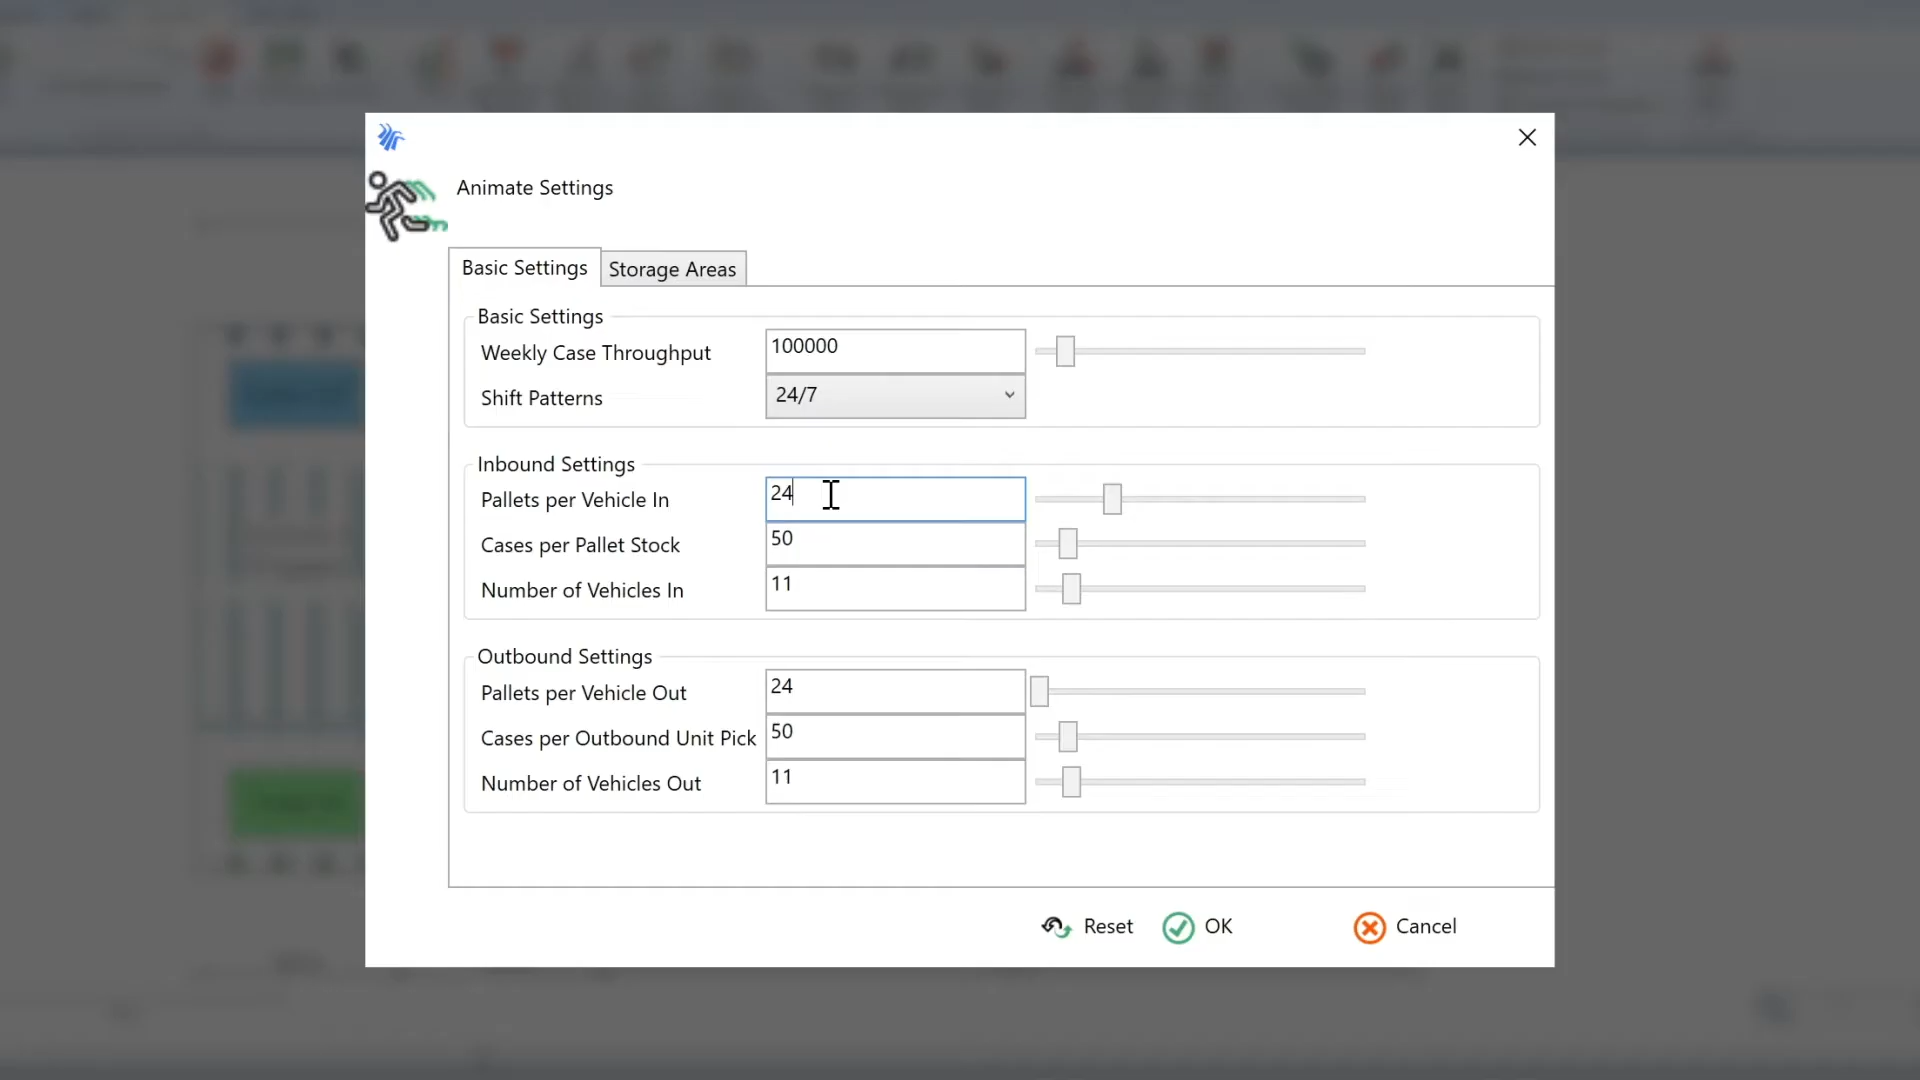 Animate Settings
Basic Settings
Storage Areas
Basic Settings
Weekly Case Throughput 100000
Shift Patterns 24/7
Inbound Settings
Pallets per Vehicle In 24
Cases per Pallet Stock 50
Number of Vehicles In 11
Outbound Settings
Pallets per Vehicle Out 24
Cases per Outbound Unit Pick 50
Number of Vehicles Out 11
Reset OK Cancel